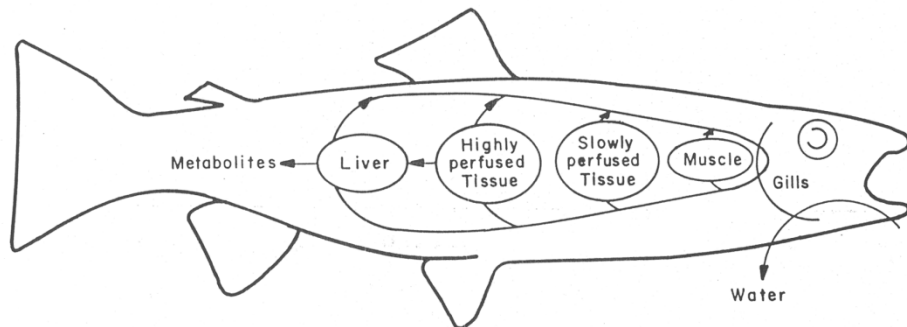 Metabolites
Liver
Highly
perfused
Tissue
Slowly
perfused
Tissue
Muscle
Gills
Water